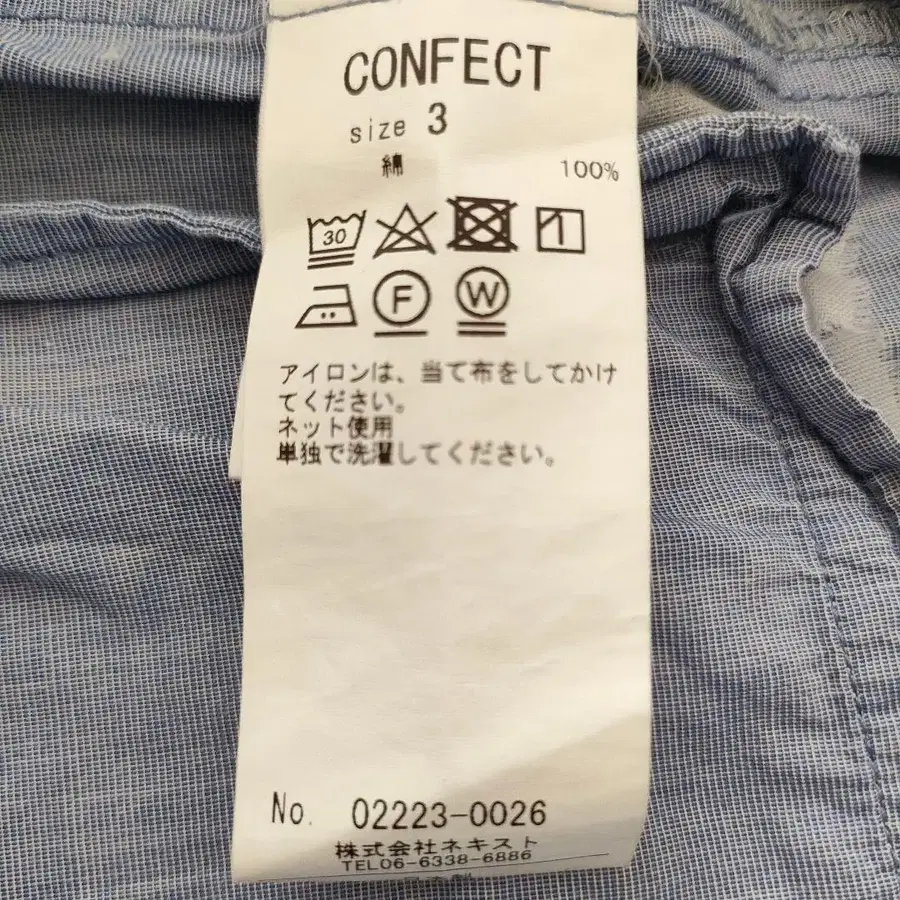 CONFECT
size 3
綿 100%
30
F W
アイロンは、当て布をしてかけ
てください。
ネット使用
単独で洗濯してください。
No. 02223-0026
株式会社ネキスト
TEL06-6338-6886